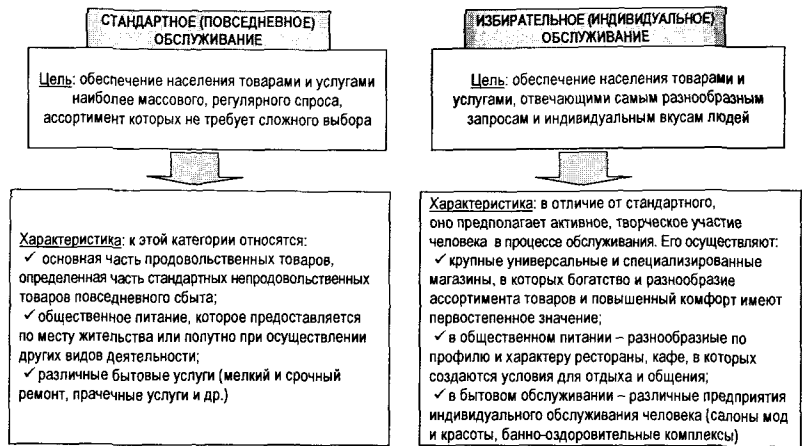 СТАНДАРТНОЕ (ПОВСЕДНЕВНОЕ)
ОБСЛУЖИВАНИЕ
Цель: обеспечение населения товарами и услугами
наиболее массового, регулярного спроса,
ассортимент которых не требует сложного выбора
Характеристика: к этой категории относятся:
✓ основная часть продовольственных товаров,
определенная часть стандартных непродовольственных
товаров повседневного сбыта;
✓ общественное питание, которое предоставляется
по месту жительства или попутно при осуществлении
других видов деятельности;
✓ различные бытовые услуги (мелкий и срочный
ремонт, прачечные услуги и др.)
ИЗБИРАТЕЛЬНОЕ (ИНДИВИДУАЛЬНОЕ)
ОБСЛУЖИВАНИЕ
Цель: обеспечение населения товарами и
услугами, отвечающими самым разнообразным
запросам и индивидуальным вкусам людей
Характеристика: в отличие от стандартного,
оно предполагает активное, творческое участие
человека в процессе обслуживания. Его осуществляют:
✓ крупные универсальные и специализированные
магазины, в которых богатство и разнообразие
ассортимента товаров и повышенный комфорт имеют
первостепенное значение;
✓ в общественном питании – разнообразные по
профилю и характеру рестораны, кафе, в которых
создаются условия для отдыха и общения;
✓ в бытовом обслуживании – различные предприятия
индивидуального обслуживания человека (салоны мод
и красоты, банно-оздоровительные комплексы)